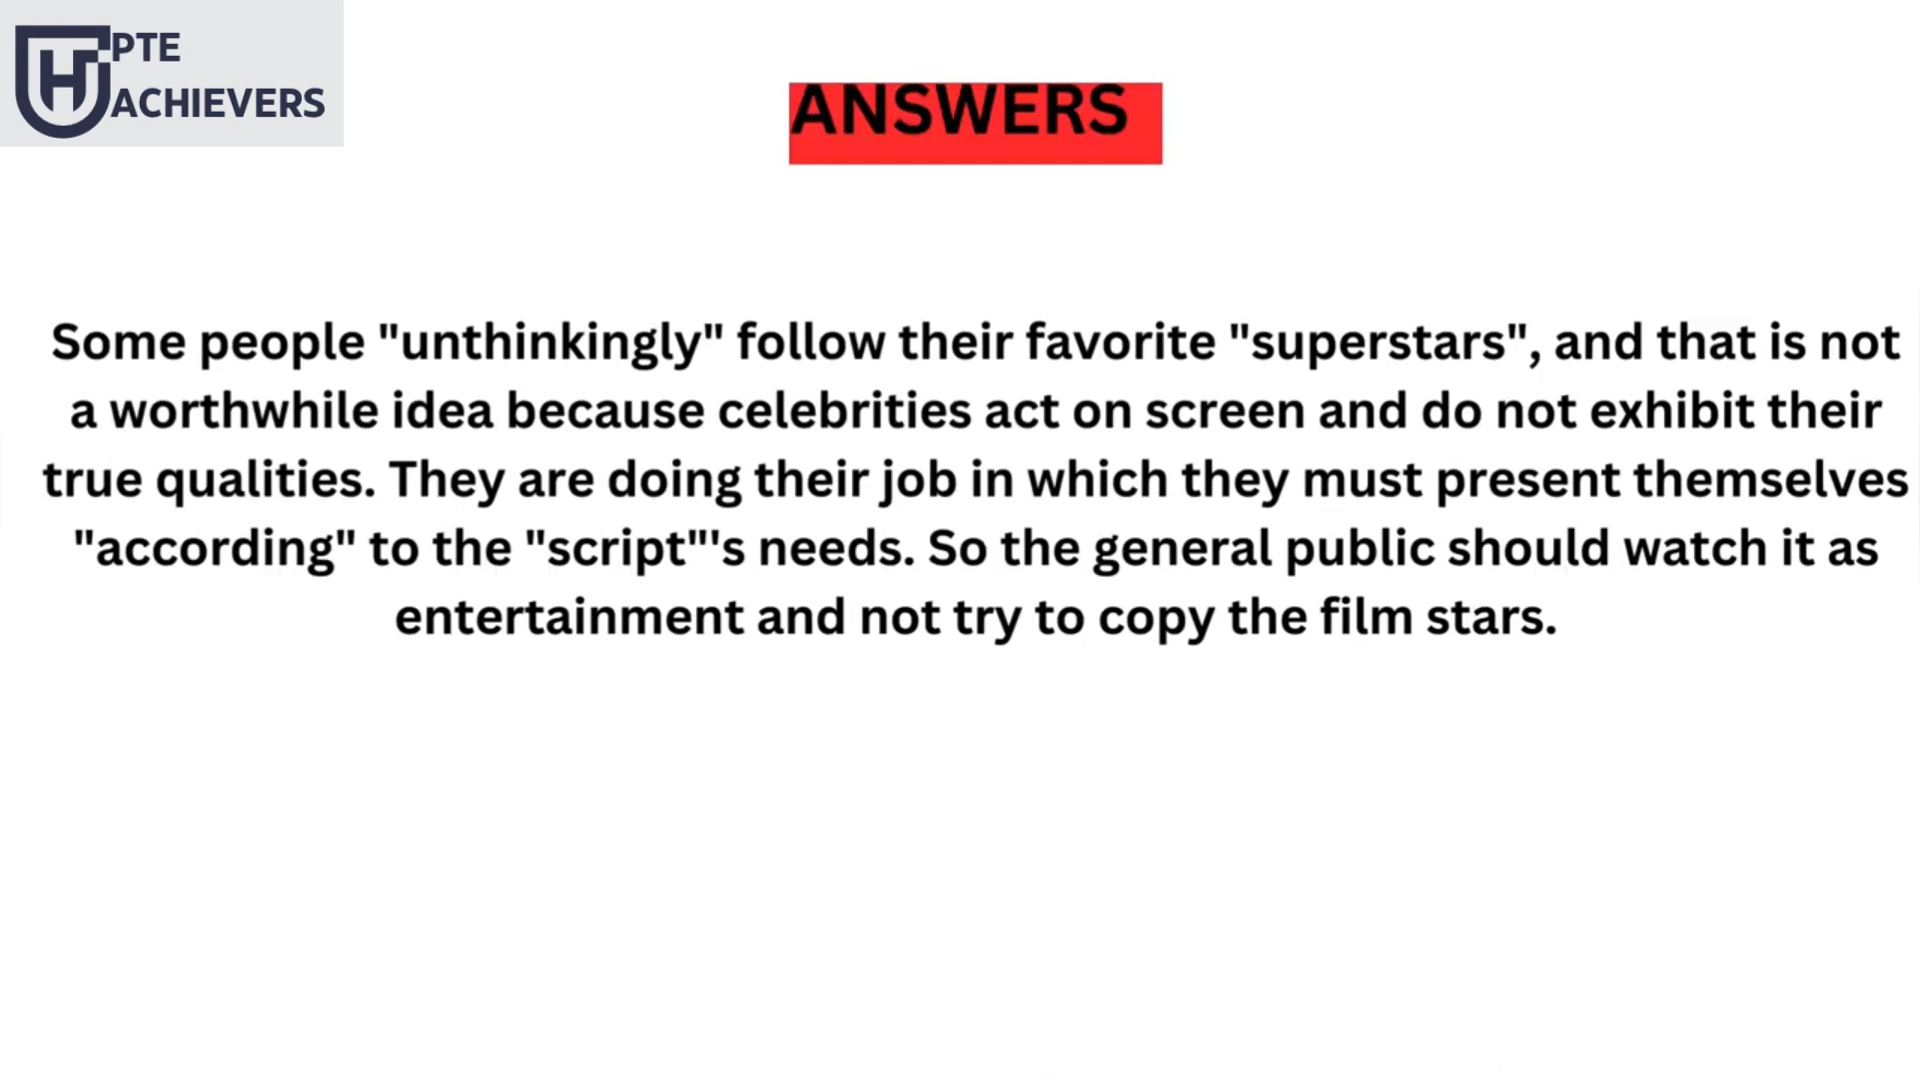 PTE
ACHIEVERS
ANSWERS
Some people "unthinkingly" follow their favorite "superstars", and that is not
a worthwhile idea because celebrities act on screen and do not exhibit their
true qualities. They are doing their job in which they must present themselves
"according" to the "script"'s needs. So the general public should watch it as
entertainment and not try to copy the film stars.